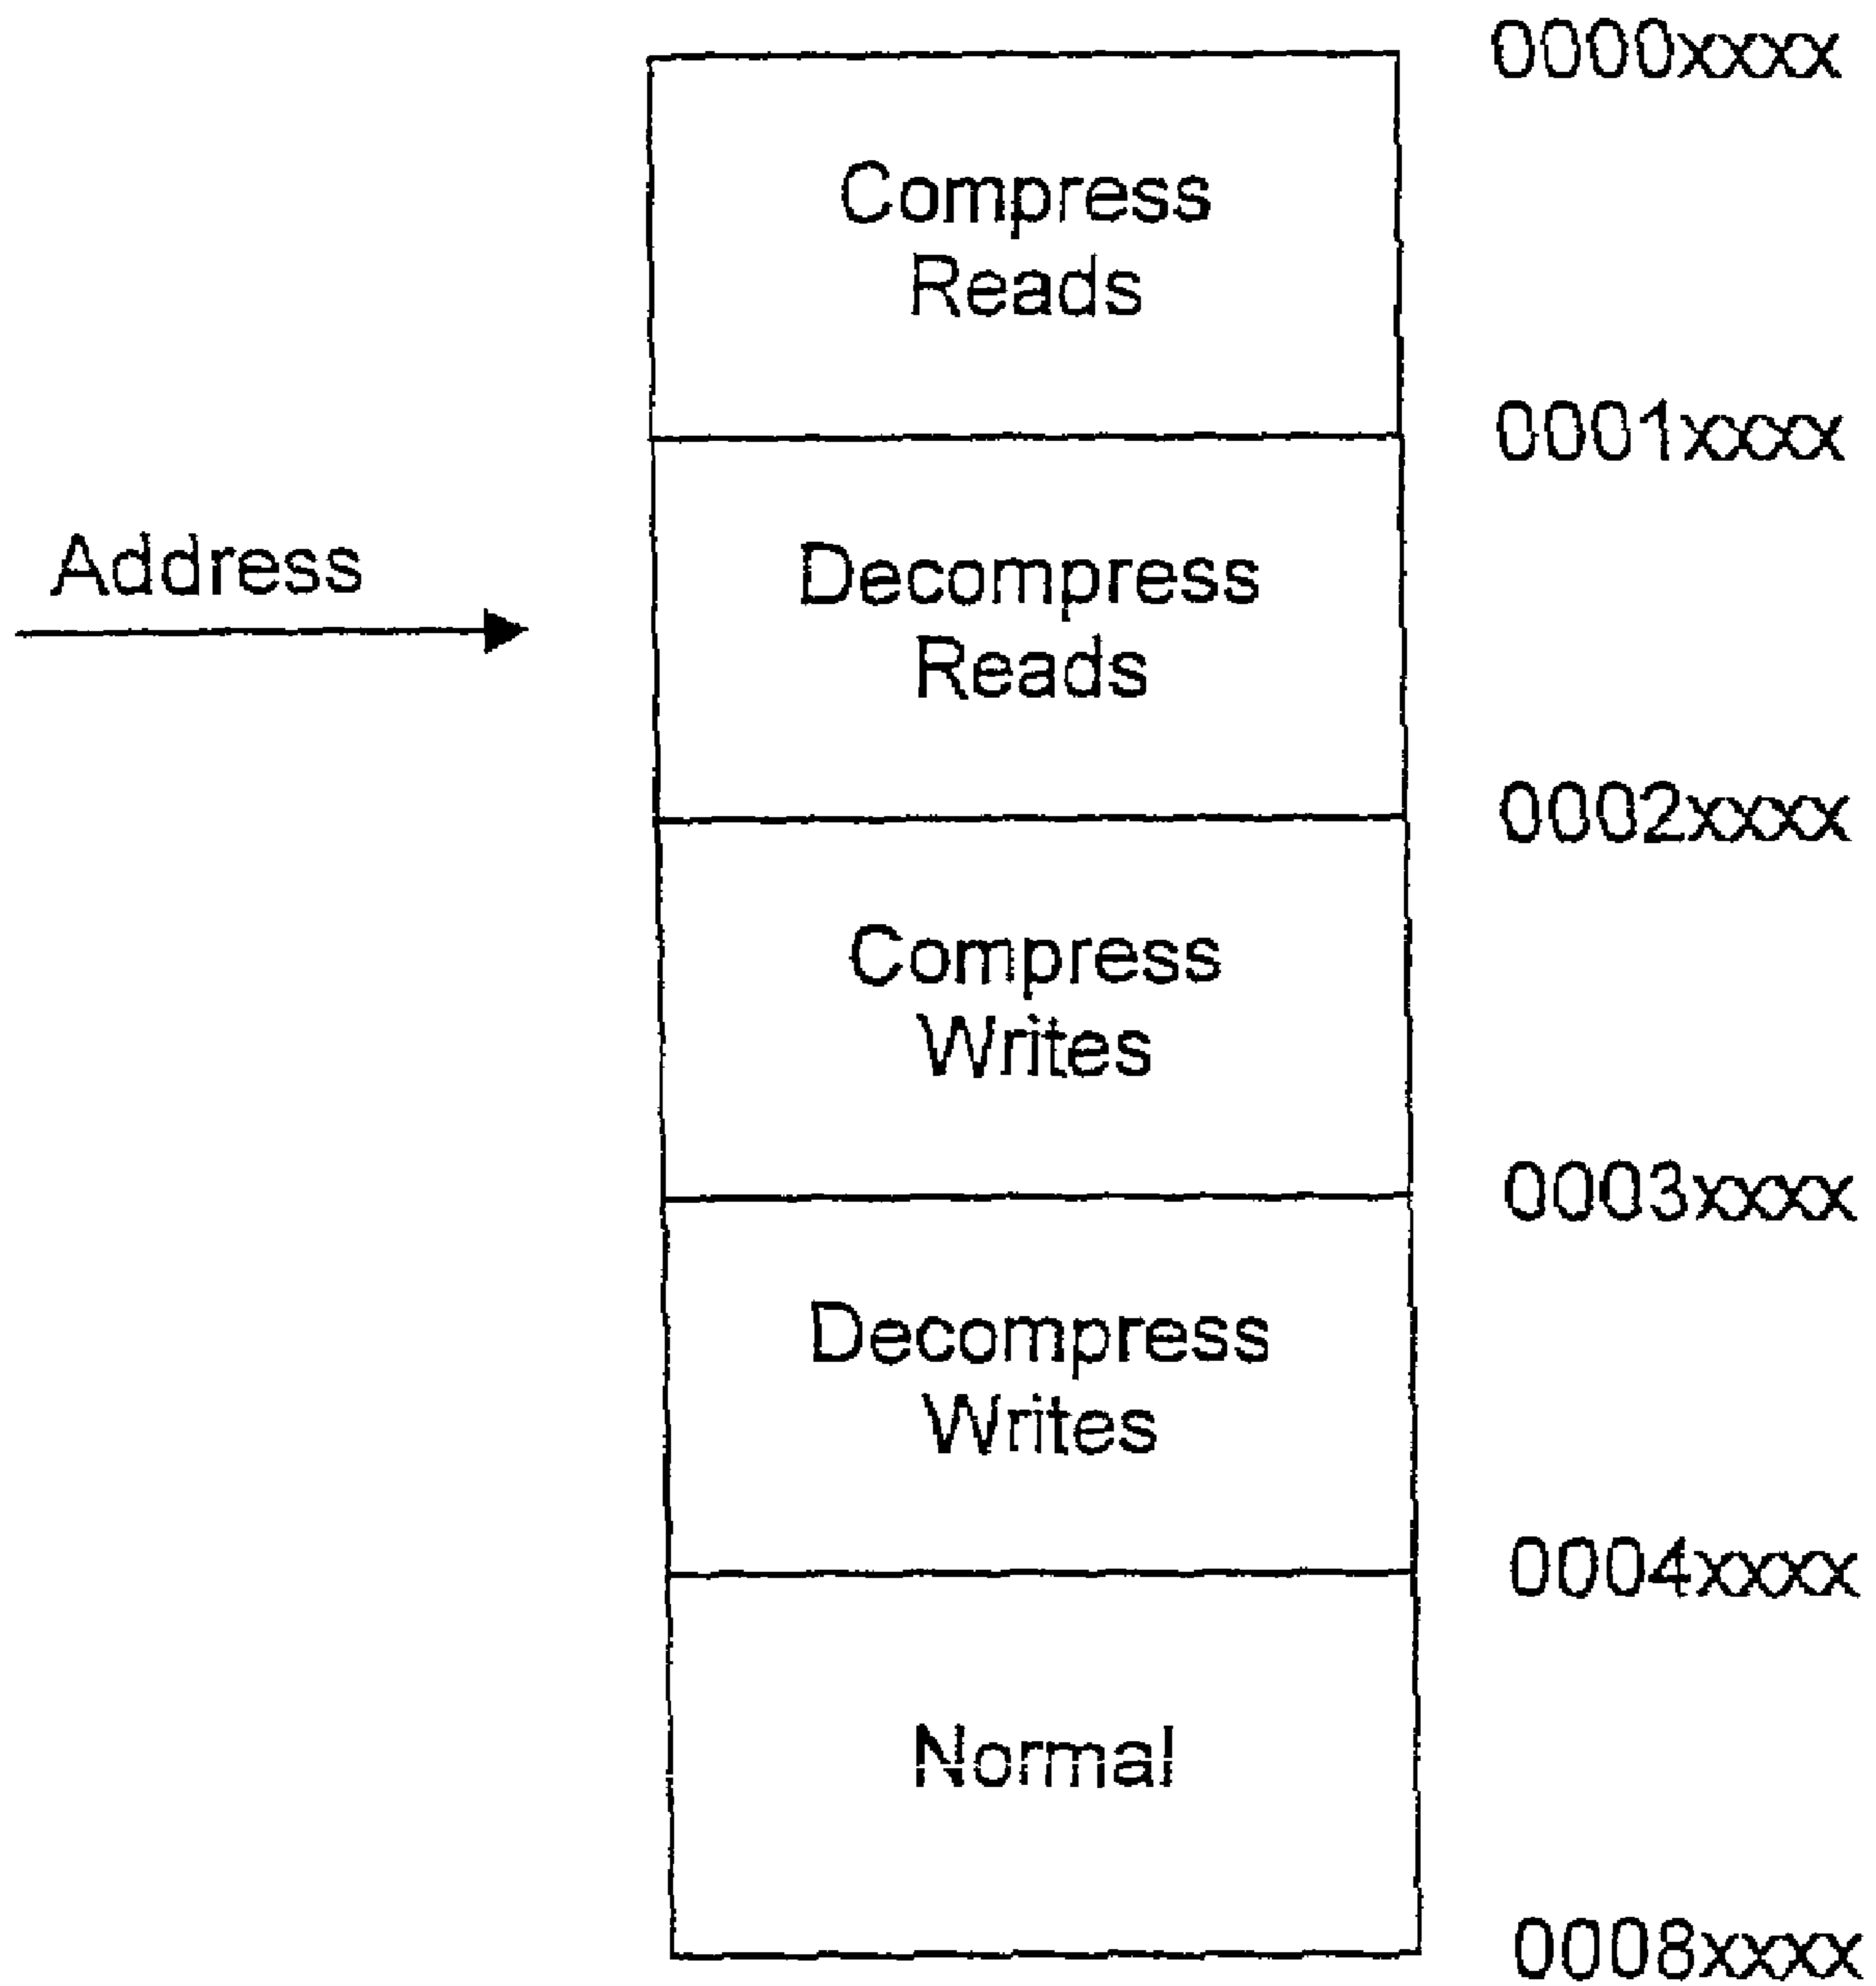 0000xxxx
Compress
Reads
0001xxxx
Address
Decompress
Reads
0002xxxx
Compress
Writes
0003xxxx
Decompress
Writes
0004xxxx
Normal
0008xxxx